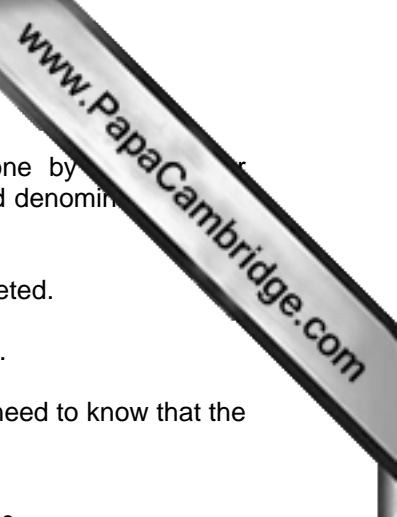 www.PapaCambridge.com
one by
d denomin
eted.
.
need to know that the